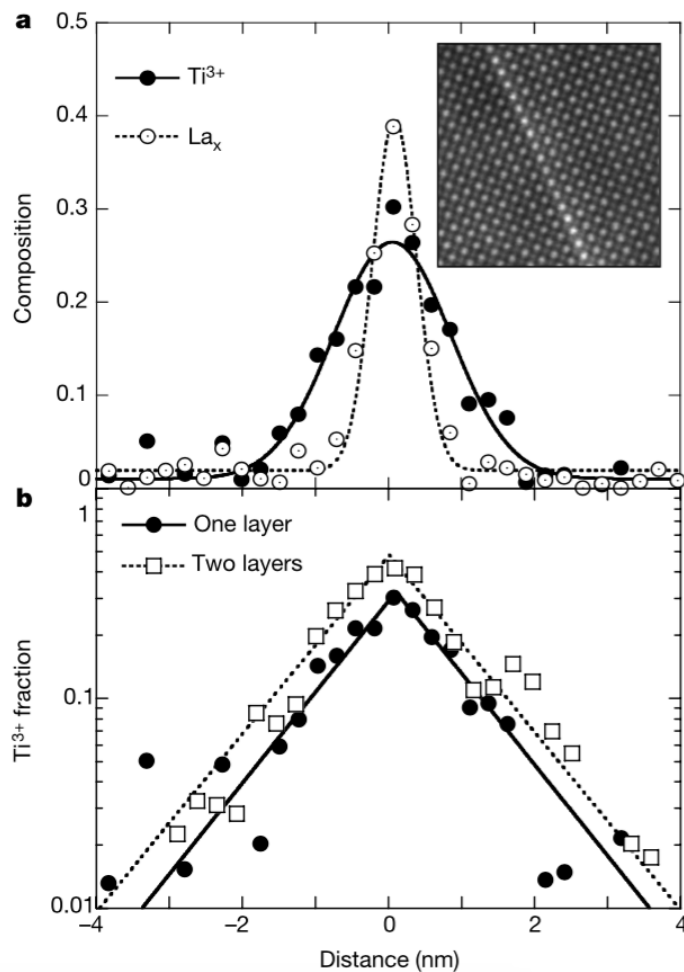 a
0.5
Ti³⁺
Laₓ
0.4
0.3
Composition
0.2
0.1
0
b
1
One layer
Two layers
Ti³⁺ fraction
0.1
0.01
−4 −2 0 2 4
Distance (nm)